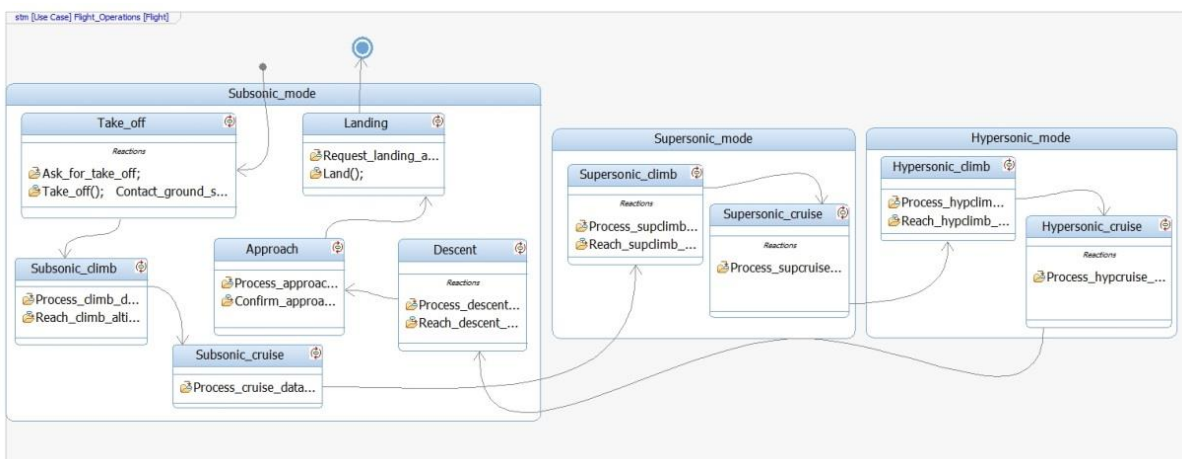 stm [Use Case] Flight_Operations [Flight]
Subsonic_mode
Take_off
Reactions
Ask_for_take_off;
Take_off(); Contact_ground_s...
Landing
Request_landing_a...
Land();
Subsonic_climb
Process_climb_d...
Reach_climb_alti...
Approach
Process_approac...
Confirm_approa...
Descent
Reactions
Process_descent...
Reach_descent_...
Subsonic_cruise
Process_cruise_data...
Supersonic_mode
Supersonic_climb
Reactions
Process_supclimb...
Reach_supclimb_...
Supersonic_cruise
Reactions
Process_supcruise...
Hypersonic_mode
Hypersonic_climb
Process_hypclim...
Reach_hypclimb_...
Hypersonic_cruise
Reactions
Process_hypcruise_...